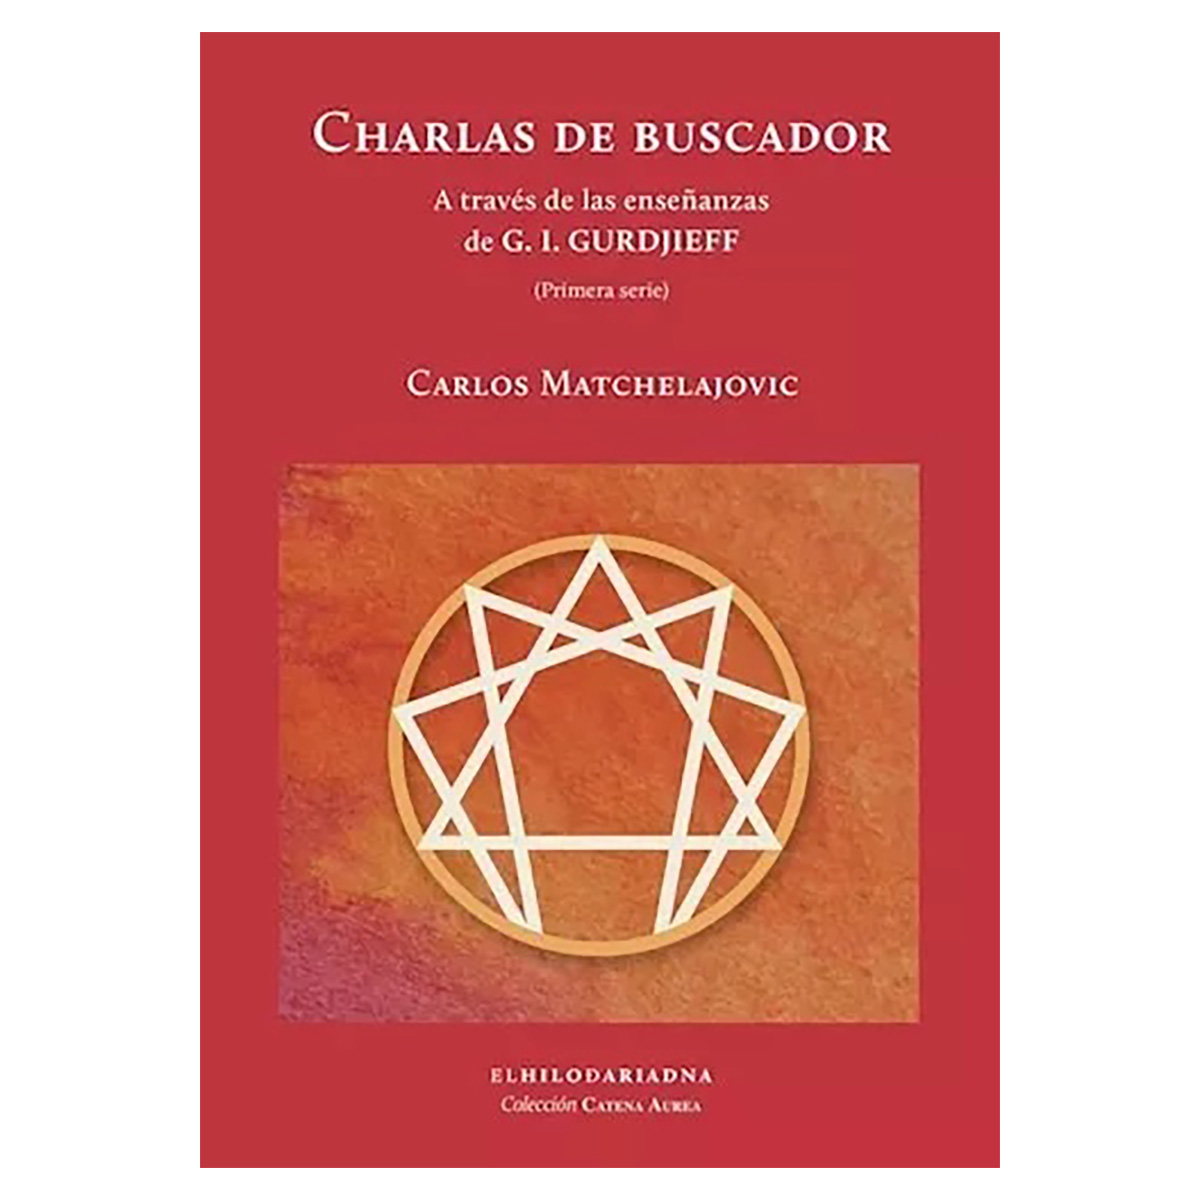 CHARLAS DE BUSCADOR
A través de las enseñanzas
de G. I. GURDJIEFF
(Primera serie)
CARLOS MATCHELAJOVIC
ELHILODARIADNA
Colección CATENA AUREA